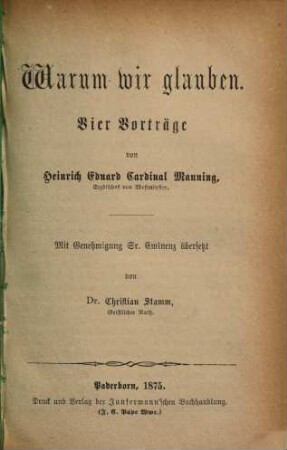 Warum wir glauben.
Vier Vorträge
von
Heinrich Eduard Cardinal Manning,
Erzbischof von Westminster.
Mit Genehmigung Sr. Eminenz übersetzt
von
Dr. Christian Stamm,
Geistlicher Rath.
Paderborn, 1875.
Druck und Verlag der Junfermann'schen Buchhandlung.
(J. C. Pape Wwe.)